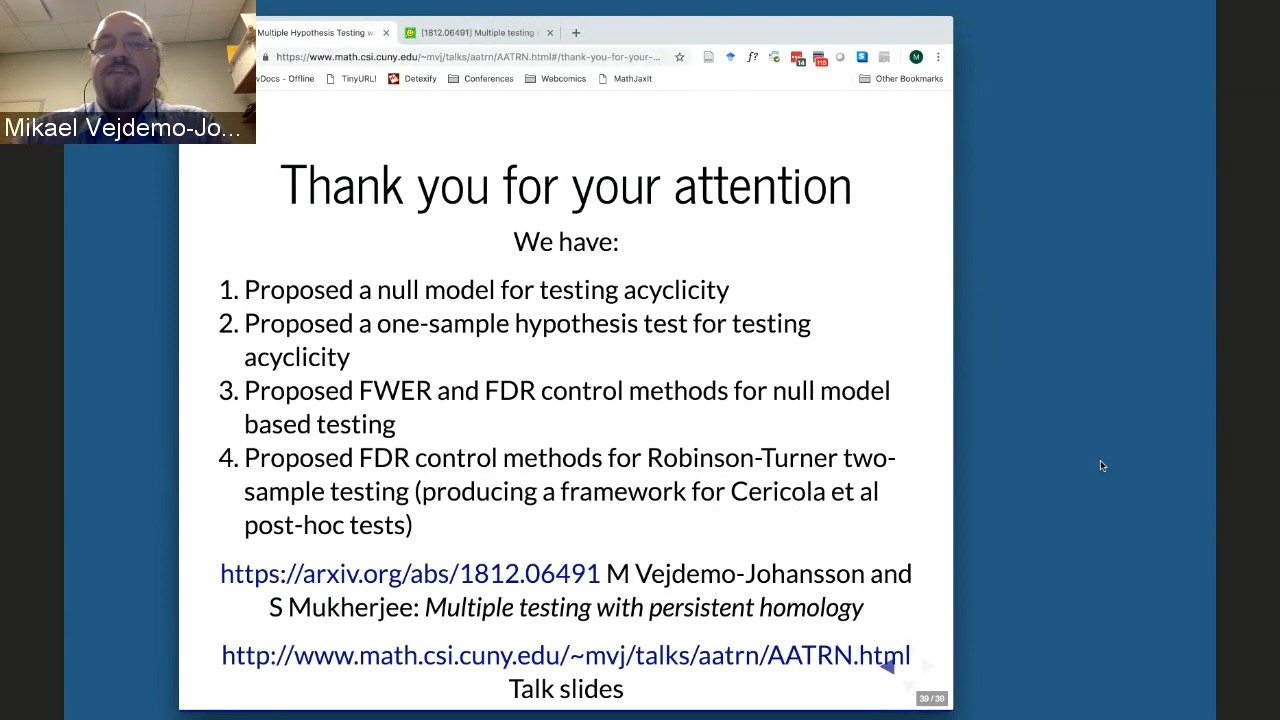 Multiple Hypothesis Testing wi
[1812.06491] Multiple testing
https://www.math.csi.cuny.edu/~mvj/talks/aatrn/AATRN.html#/thank-you-for-your-...
vDocs - Offline
TinyURL!
Detexify
Conferences
Webcomics
MathJaxIt
Other Bookmarks
Mikael Vejdemo-Jo...
Thank you for your attention
We have:
1. Proposed a null model for testing acyclicity
2. Proposed a one-sample hypothesis test for testing
acyclicity
3. Proposed FWER and FDR control methods for null model
based testing
4. Proposed FDR control methods for Robinson-Turner two-
sample testing (producing a framework for Cericola et al
post-hoc tests)
https://arxiv.org/abs/1812.06491 M Vejdemo-Johansson and
S Mukherjee: Multiple testing with persistent homology
http://www.math.csi.cuny.edu/~mvj/talks/aatrn/AATRN.html
Talk slides
39 / 39